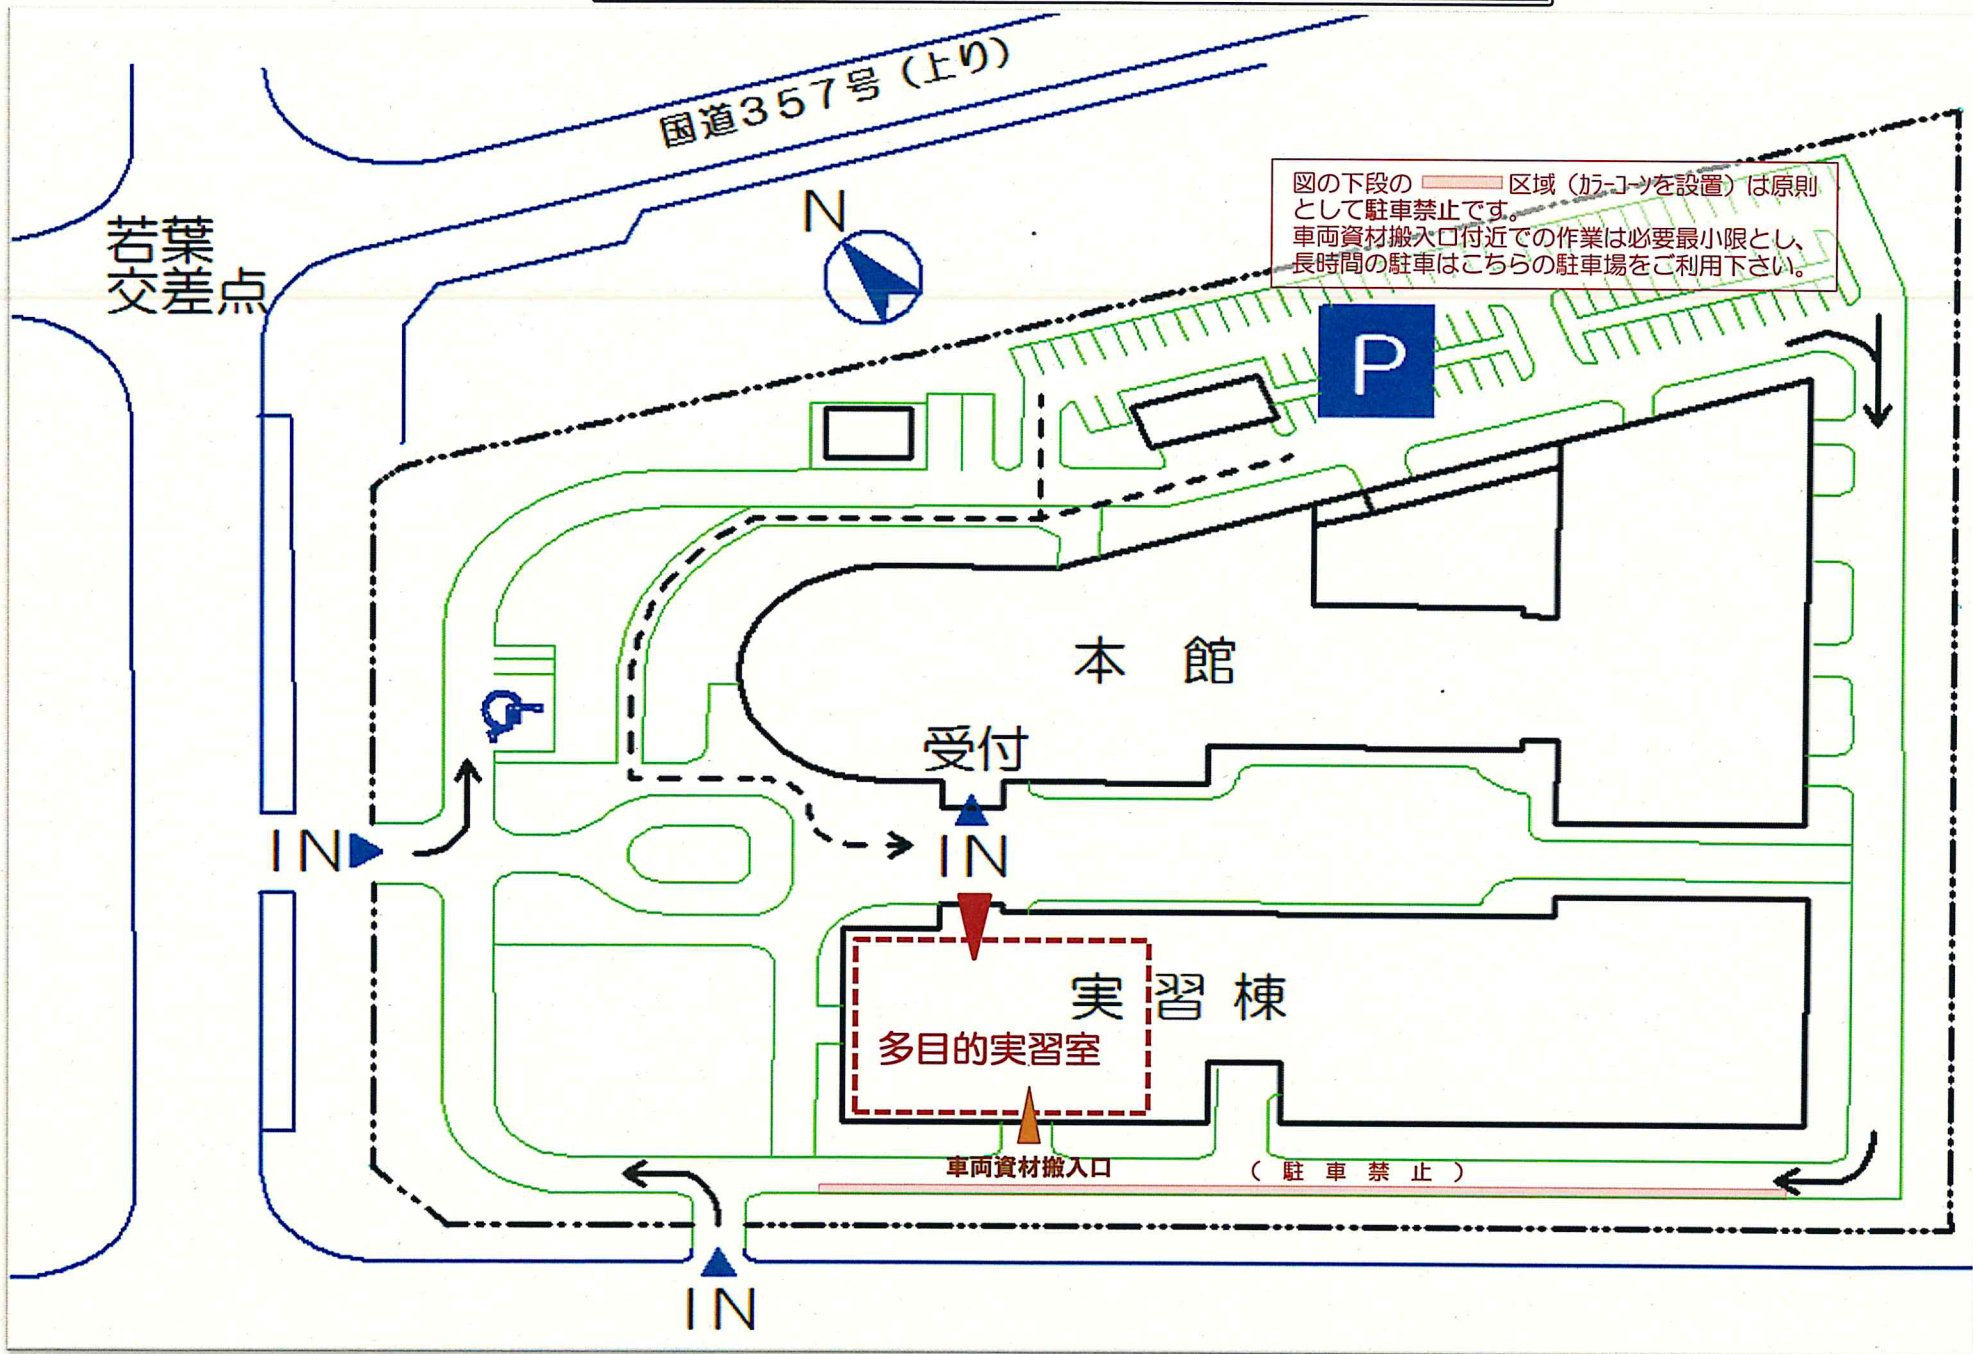 国道357号（上り）
N
若葉
交差点
図の下段の 区域（ｶﾗｰｺｰﾝを設置）は原則
として駐車禁止です。
車両資材搬入口付近での作業は必要最小限とし、
長時間の駐車はこちらの駐車場をご利用下さい。
P
本 館
受付
IN
IN
実習棟
多目的実習室
車両資材搬入口
（駐車禁止）
IN